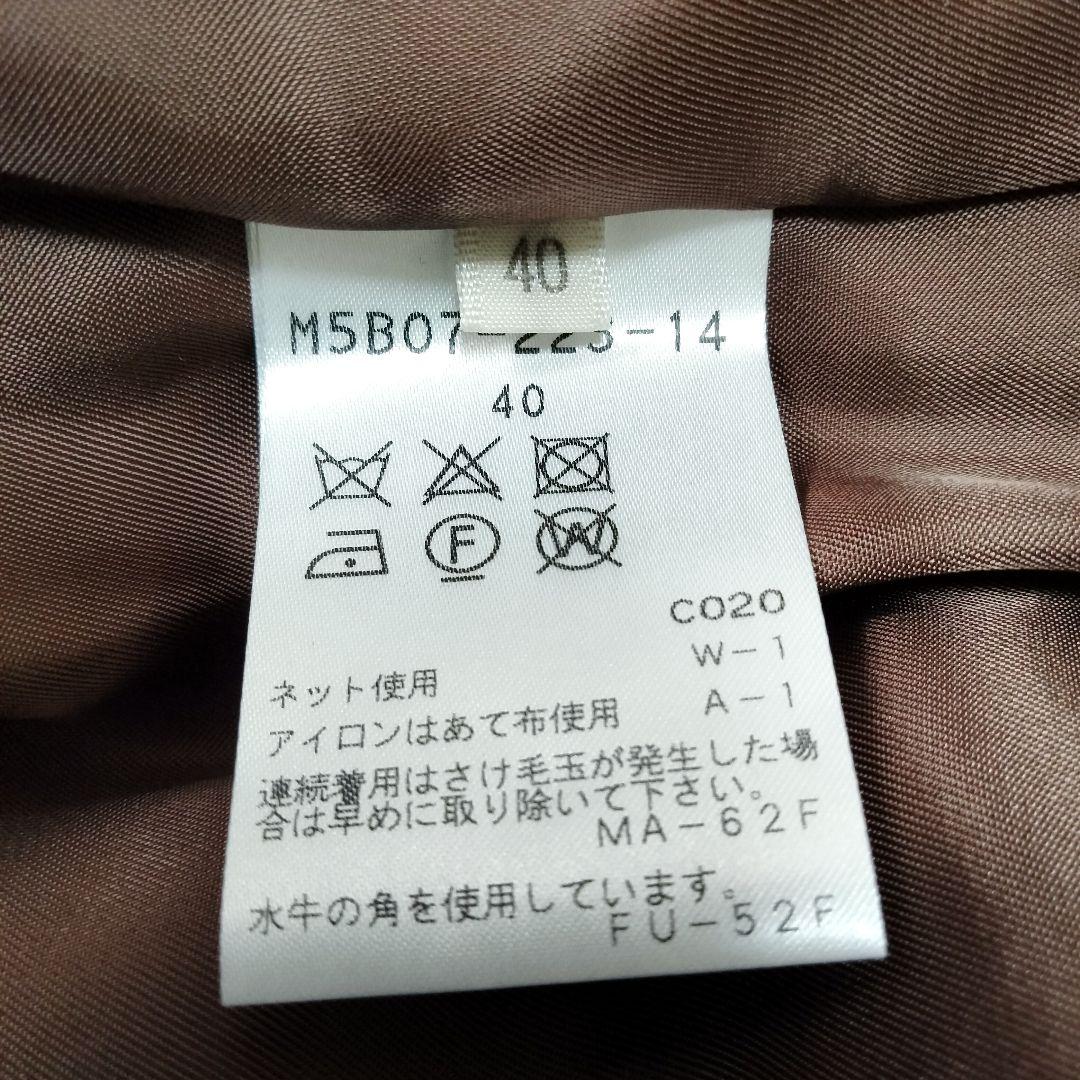 40
M5B07-223-14
40
F
W
C020
W-1
ネット使用
アイロンはあて布使用
A-1
連続着用はさけ毛玉が発生した場
合は早めに取り除いて下さい。
MA-62F
水牛の角を使用しています。
FU-52F